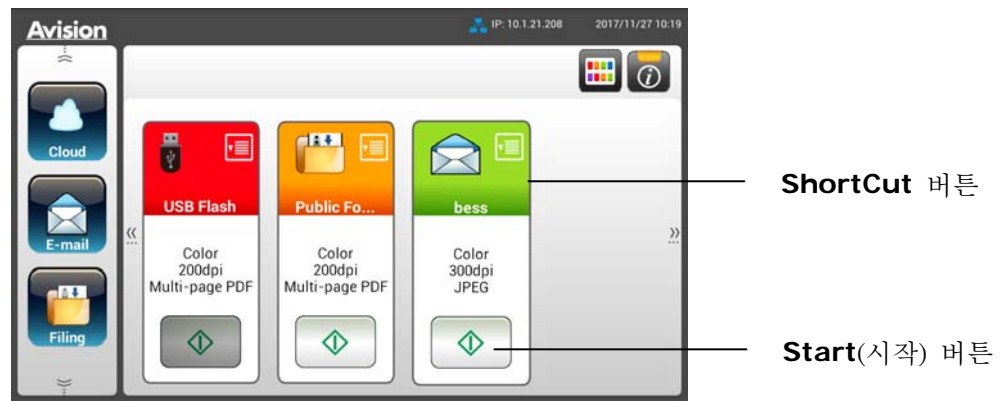 Avision
IP: 10.1.21.208
2017/11/27 10:19
Cloud
E-mail
Filing
USB Flash
Color
200dpi
Multi-page PDF
Public Fo...
Color
200dpi
Multi-page PDF
bess
Color
300dpi
JPEG
ShortCut 버튼
Start(시작) 버튼